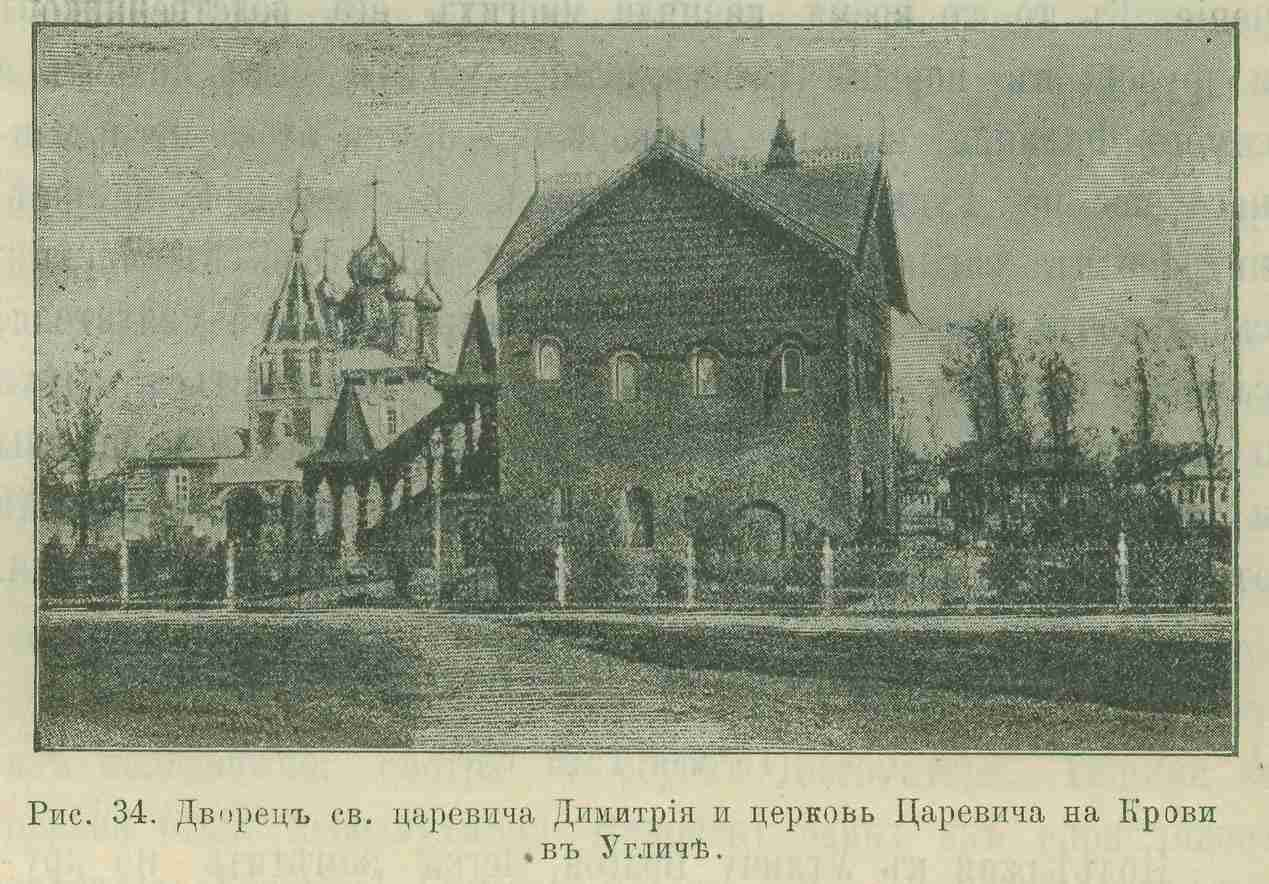 Рис. 34. Дворецъ св. царевича Димитрія и церковь Царевича на Крови
въ Угличѣ.